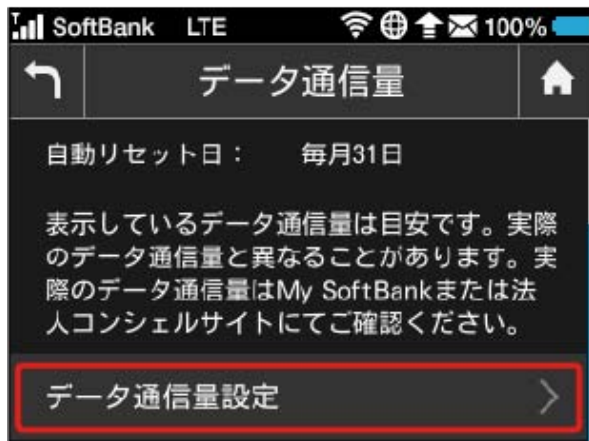 SoftBank LTE 100%
データ通信量
自動リセット日： 毎月31日
表示しているデータ通信量は目安です。実際
のデータ通信量と異なることがあります。実
際のデータ通信量はMy SoftBankまたは法
人コンシェルサイトにてご確認ください。
データ通信量設定